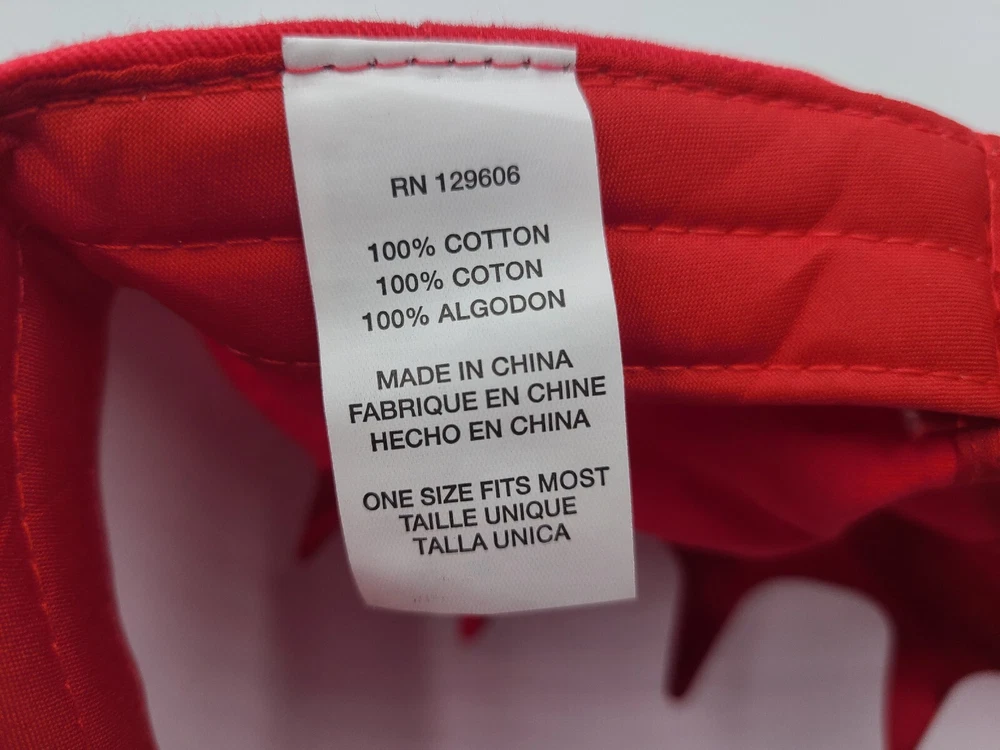 RN 129606
100% COTTON
100% COTON
100% ALGODON
MADE IN CHINA
FABRIQUE EN CHINE
HECHO EN CHINA
ONE SIZE FITS MOST
TAILLE UNIQUE
TALLA UNICA